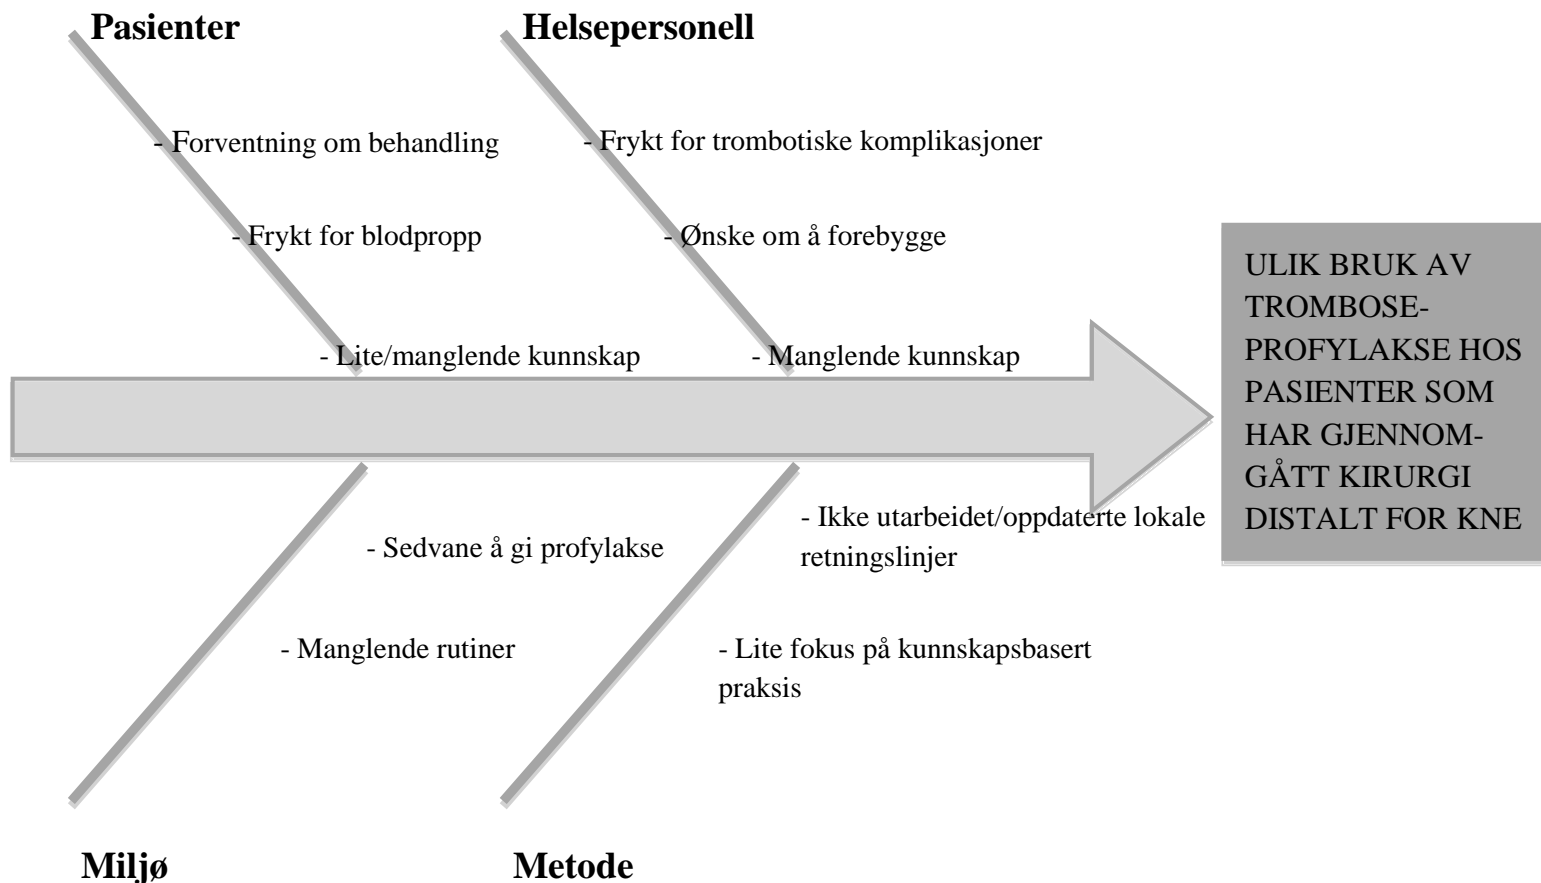 Pasienter
Helsepersonell
- Forventning om behandling
- Frykt for trombotiske komplikasjoner
- Frykt for blodpropp
- Ønske om å forebygge
- Lite/manglende kunnskap
- Manglende kunnskap
ULIK BRUK AV
TROMBOSE-
PROFYLAKSE HOS
PASIENTER SOM
HAR GJENNOM-
GÅTT KIRURGI
DISTALT FOR KNE
- Sedvane å gi profylakse
- Ikke utarbeidet/oppdaterte lokale
retningslinjer
- Manglende rutiner
- Lite fokus på kunnskapsbasert
praksis
Miljø
Metode